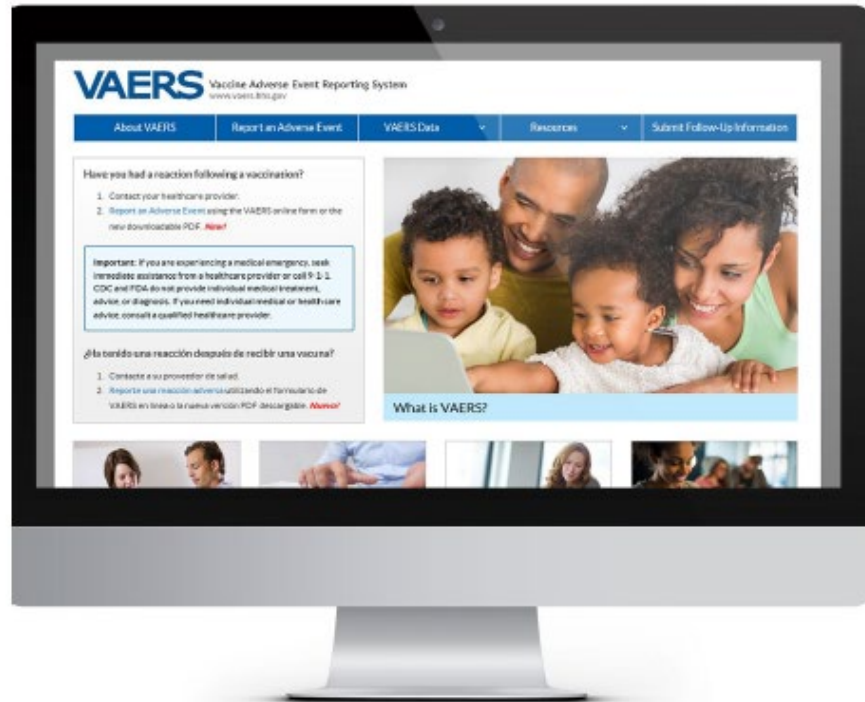 VAERS
Vaccine Adverse Event Reporting System
www.vaers.hhs.gov
About VAERS
Report an Adverse Event
VAERS Data
Resources
Submit Follow-Up Information
Have you had a reaction following a vaccination?
1. Contact your healthcare provider.
2. Report an Adverse Event using the VAERS online form or the
new downloadable PDF. New!
Important: If you are experiencing a medical emergency, seek
immediate assistance from a healthcare provider or call 9-1-1.
CDC and FDA do not provide individual medical treatment,
advice, or diagnosis. If you need individual medical or health care
advice, consult a qualified healthcare provider.
¿Ha tenido una reacción después de recibir una vacuna?
1. Contacte a su proveedor de salud.
2. Reporte una reacción adversa utilizando el formulario de
VAERS en línea o la nueva versión PDF descargable. Nuevo!
What is VAERS?